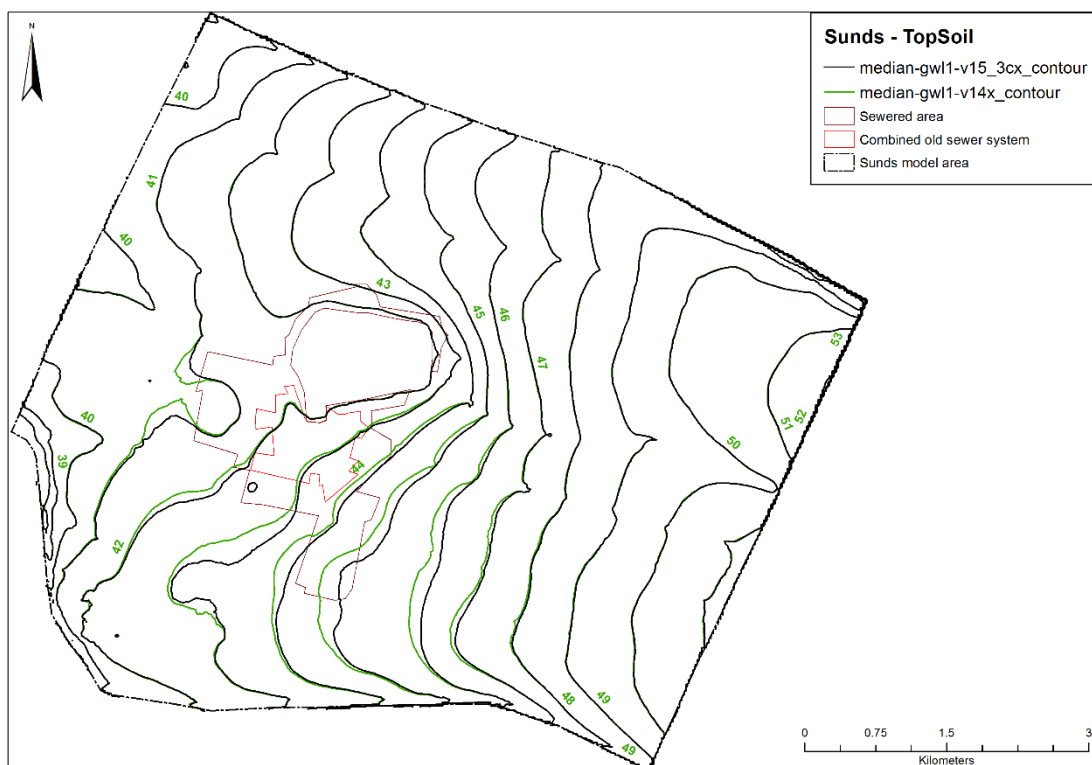 N
Sunds - TopSoil
median-gwl1-v15_3cx_contour
median-gwl1-v14x_contour
Sewered area
Combined old sewer system
Sunds model area
40
41
40
43
45
46
47
53
52
51
50
40
39
44
42
48
49
49
0 0.75 1.5 3
Kilometers